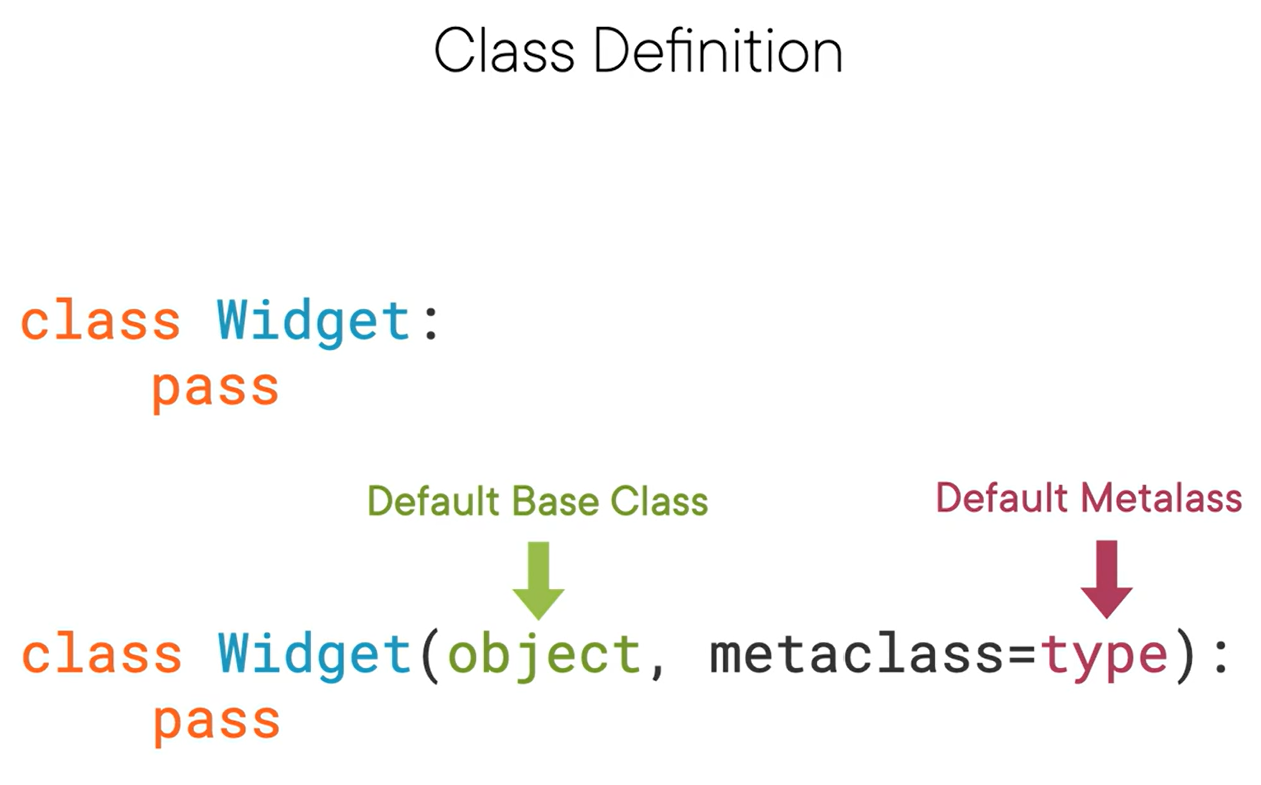 Class Definition
class Widget:
    pass
Default Base Class
Default Metalass
class Widget(object, metaclass=type):
    pass